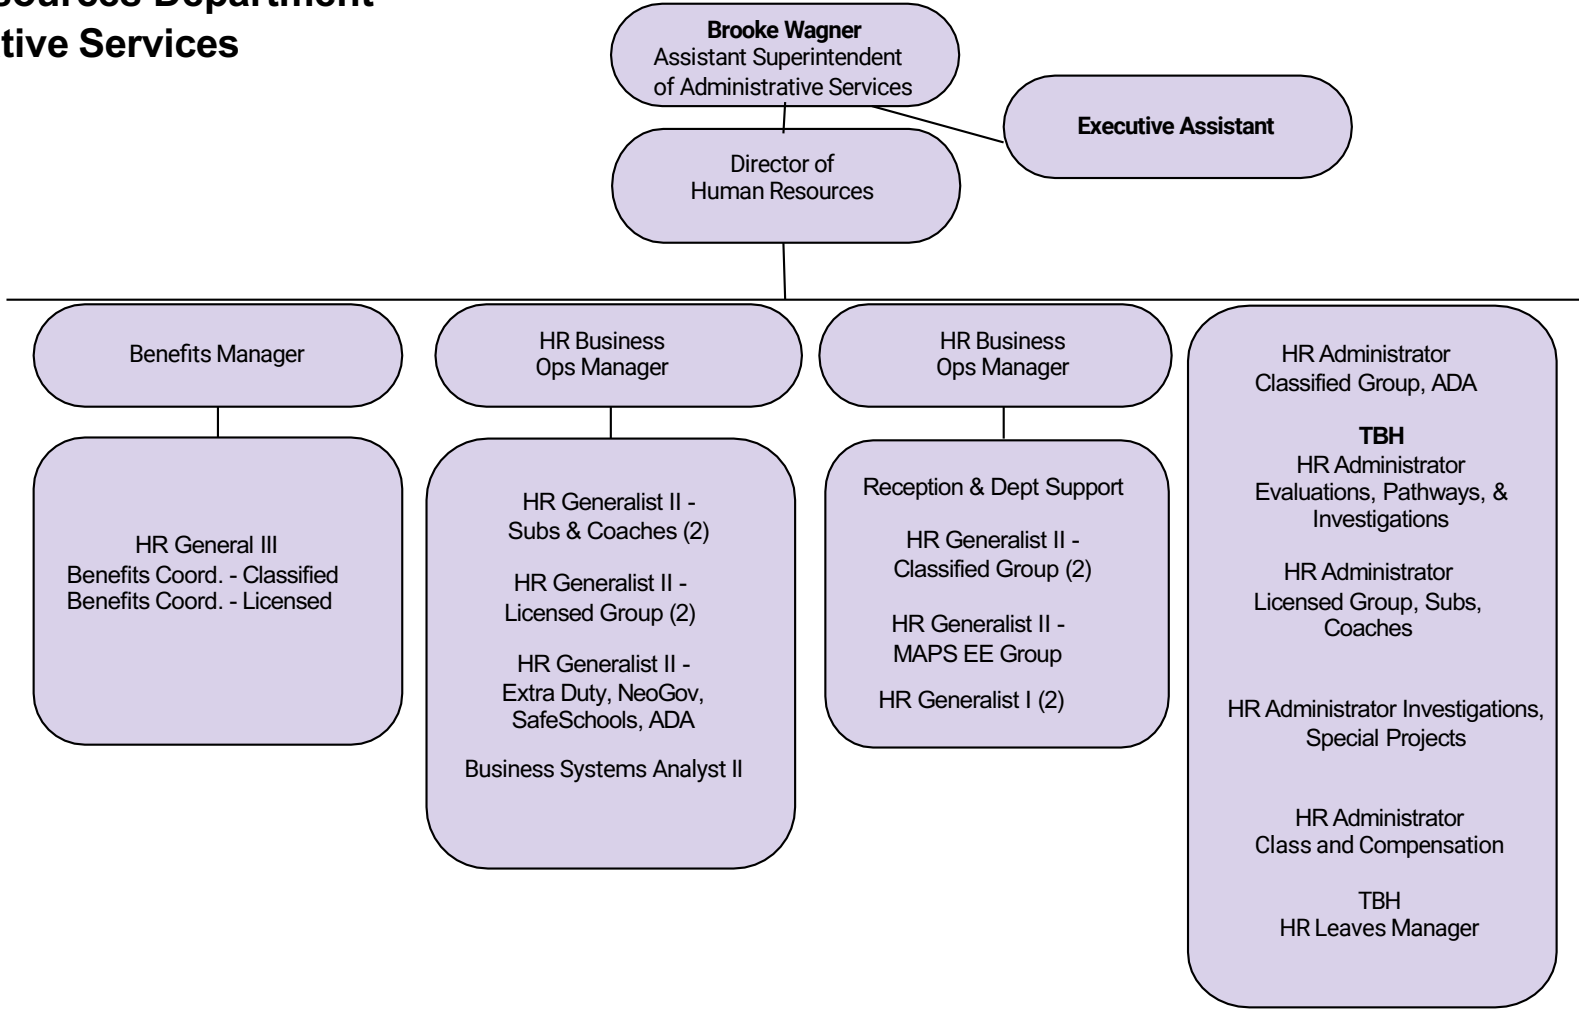 tive Services
Brooke Wagner
Assistant Superintendent
of Administrative Services
Executive Assistant
Director of
Human Resources
Benefits Manager
HR General III
Benefits Coord. - Classified
Benefits Coord. - Licensed
HR Business
Ops Manager
HR Generalist II -
Subs & Coaches (2)
HR Generalist II -
Licensed Group (2)
HR Generalist II -
Extra Duty, NeoGov,
SafeSchools, ADA
Business Systems Analyst II
HR Business
Ops Manager
Reception & Dept Support
HR Generalist II -
Classified Group (2)
HR Generalist II -
MAPS EE Group
HR Generalist I (2)
HR Administrator
Classified Group, ADA
TBH
HR Administrator
Evaluations, Pathways, &
Investigations
HR Administrator
Licensed Group, Subs,
Coaches
HR Administrator Investigations,
Special Projects
HR Administrator
Class and Compensation
TBH
HR Leaves Manager